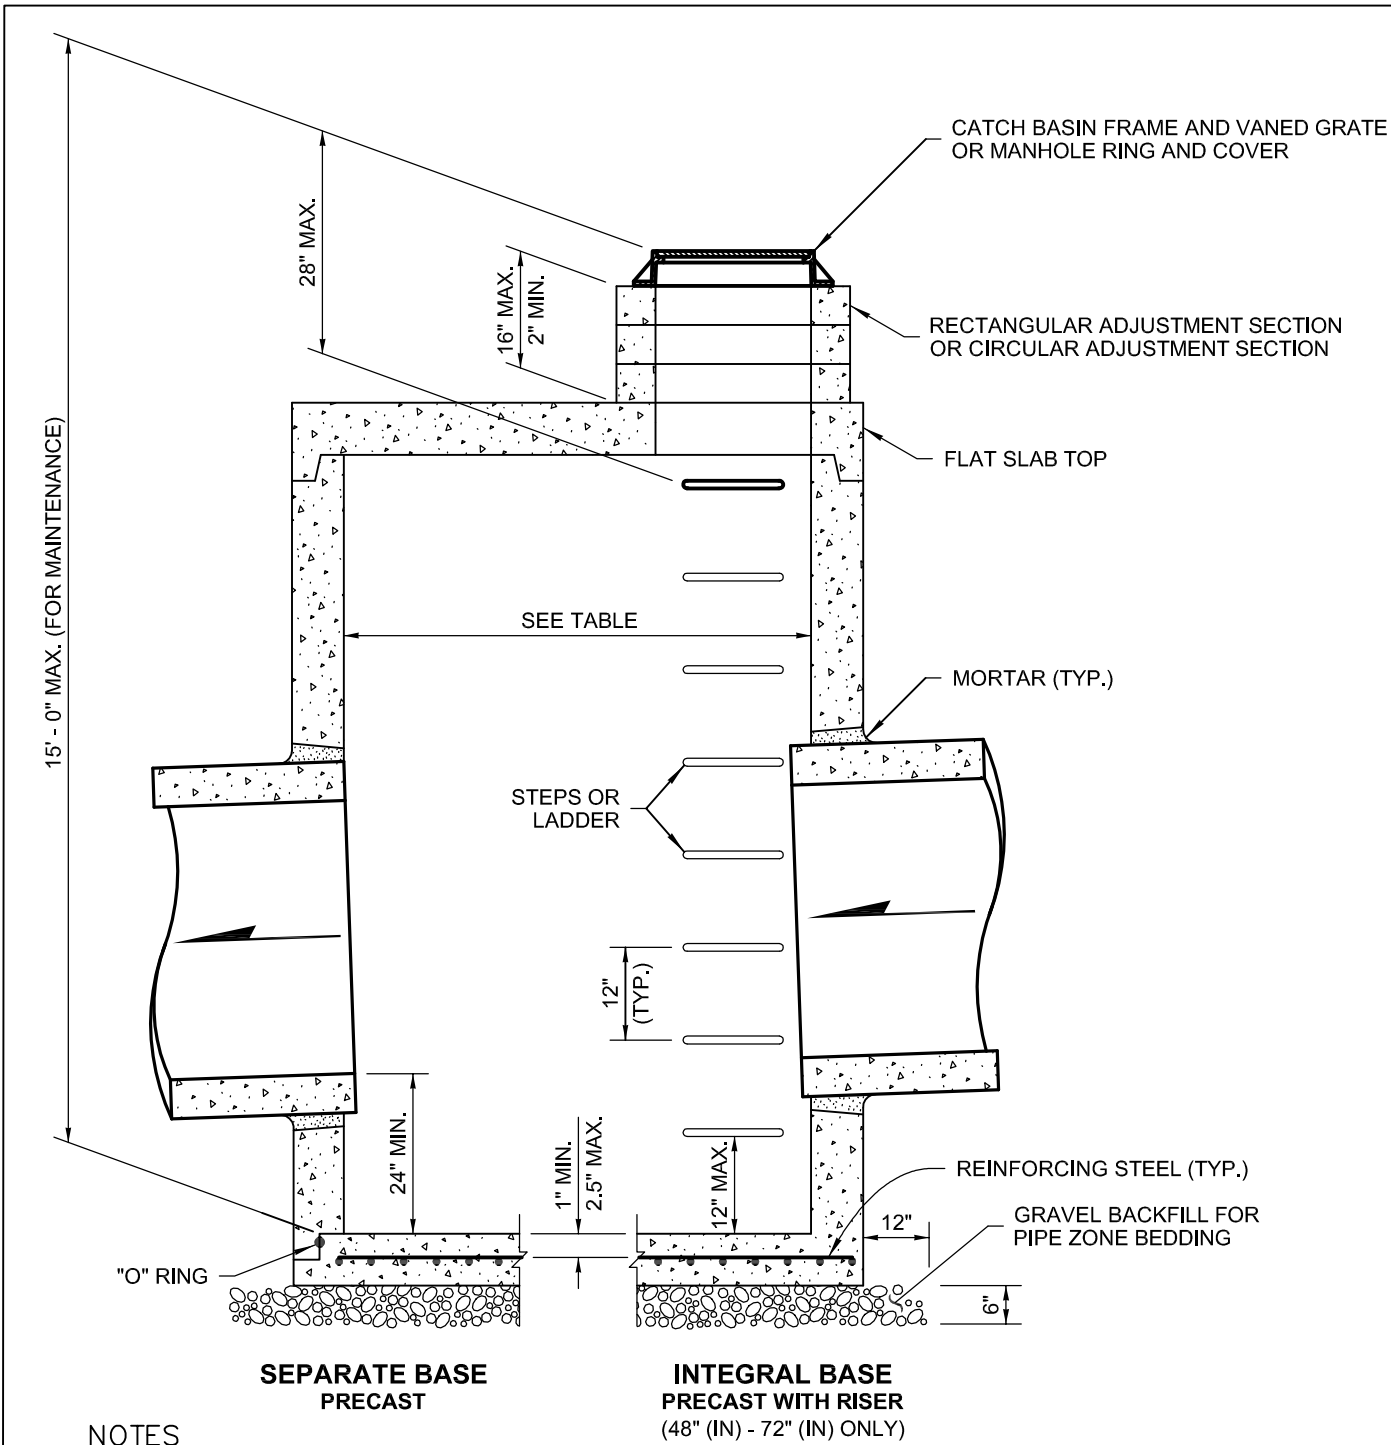 CATCH BASIN FRAME AND VANED GRATE
OR MANHOLE RING AND COVER
28" MAX.
16" MAX.
2" MIN.
RECTANGULAR ADJUSTMENT SECTION
OR CIRCULAR ADJUSTMENT SECTION
FLAT SLAB TOP
15' - 0" MAX. (FOR MAINTENANCE)
SEE TABLE
MORTAR (TYP.)
STEPS OR
LADDER
12"
(TYP.)
24" MIN.
1" MIN.
2.5" MAX.
12" MAX.
REINFORCING STEEL (TYP.)
12"
GRAVEL BACKFILL FOR
PIPE ZONE BEDDING
"O" RING
6"
SEPARATE BASE
PRECAST
INTEGRAL BASE
PRECAST WITH RISER
(48" (IN) - 72" (IN) ONLY)
NOTES